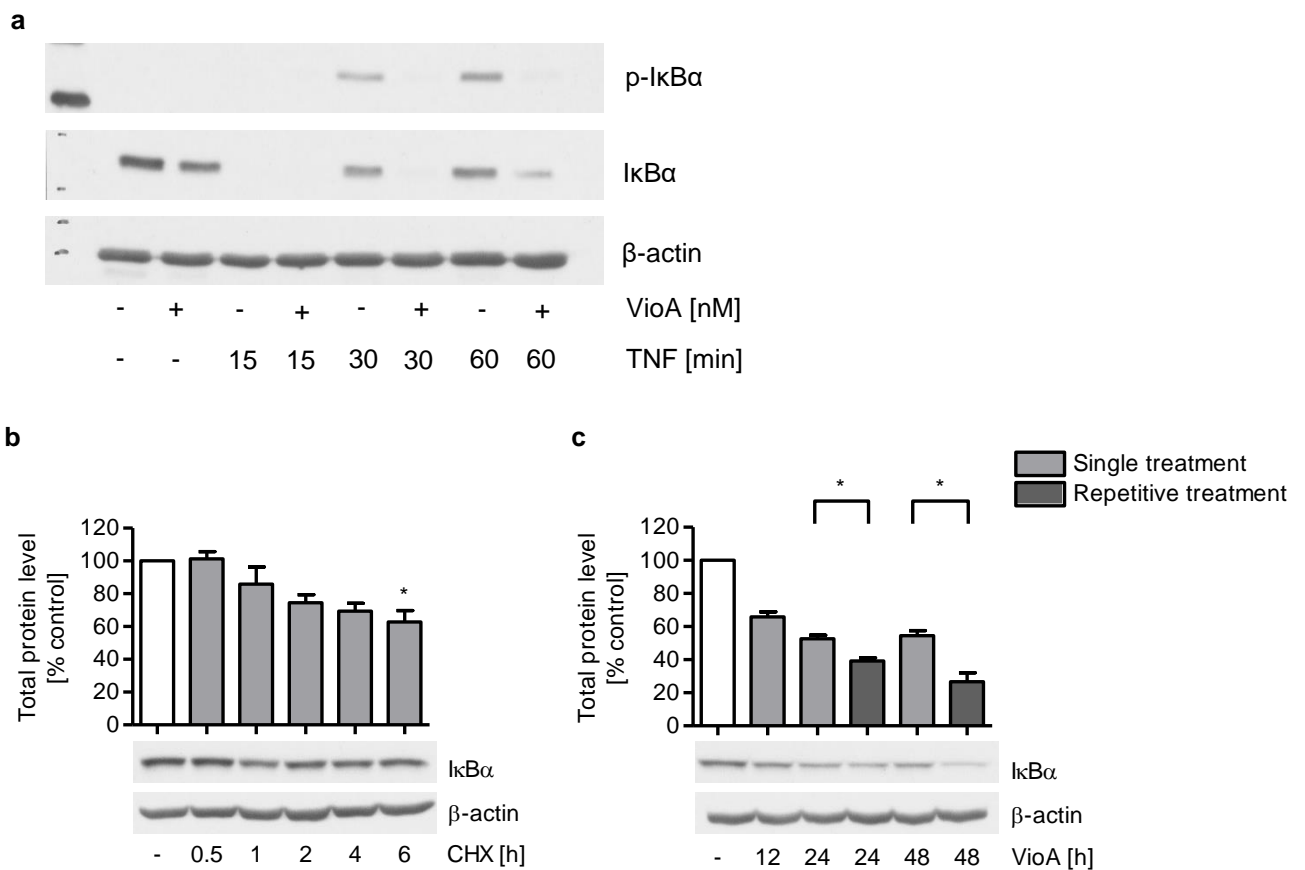 a
p-IκBα
IκBα
β-actin
- + - + - + - + VioA [nM]
- - 15 15 30 30 60 60 TNF [min]
b
Total protein level
[% control]
120
100
80
60
40
20
0
*
IκBα
β-actin
- 0.5 1 2 4 6 CHX [h]
c
Single treatment
Repetitive treatment
* *
Total protein level
[% control]
120
100
80
60
40
20
0
IκBα
β-actin
- 12 24 24 48 48 VioA [h]